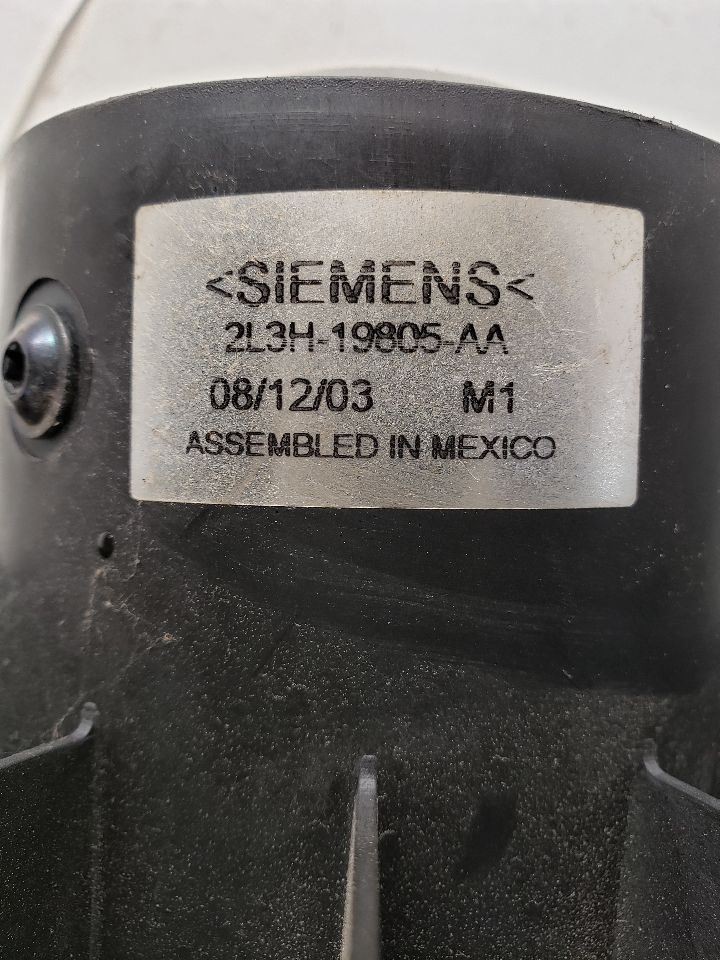 <SIEMENS<
2L3H-19805-AA
08/12/03 M1
ASSEMBLED IN MEXICO